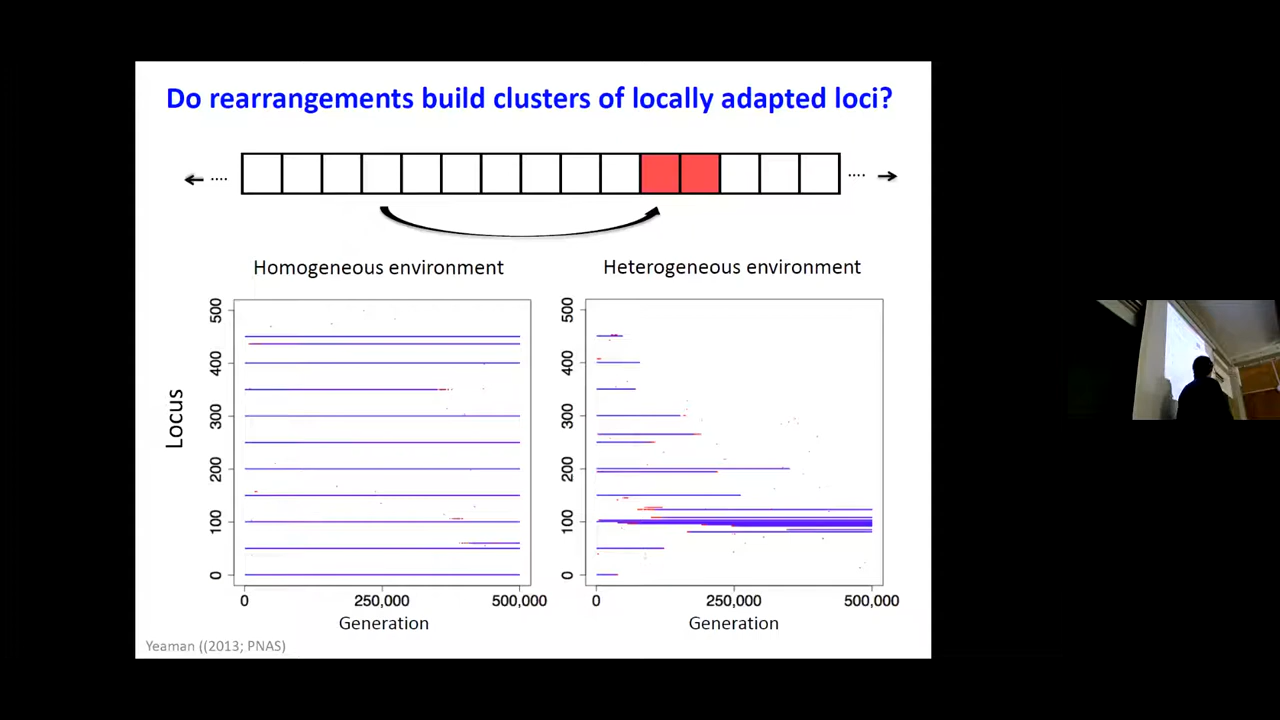 Do rearrangements build clusters of locally adapted loci?
Homogeneous environment
Heterogeneous environment
Locus
500
400
300
200
100
0
0
250,000
500,000
Generation
500
400
300
200
100
0
0
250,000
500,000
Generation
Yeaman ((2013; PNAS)